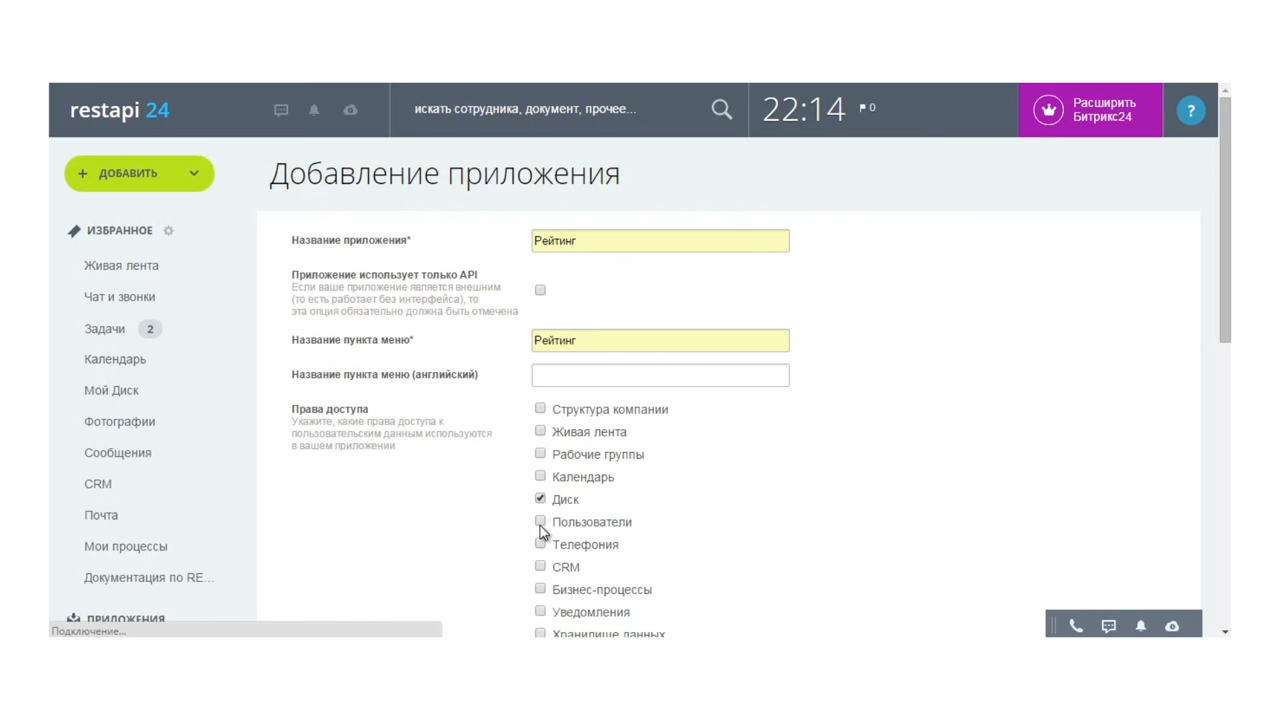 restapi 24
искать сотрудника, документ, прочее...
22:14
0
Расширить
Битрикс24
?
+ ДОБАВИТЬ
Добавление приложения
ИЗБРАННОЕ
Живая лента
Чат и звонки
Задачи 2
Календарь
Мой Диск
Фотографии
Сообщения
CRM
Почта
Мои процессы
Документация по RE...
ПРИЛОЖЕНИЯ
Подключение...
Название приложения*
Рейтинг
Приложение использует только API
Если ваше приложение является внешним
(то есть работает без интерфейса), то
эта опция обязательно должна быть отмечена
Название пункта меню*
Рейтинг
Название пункта меню (английский)
Права доступа
Укажите, какие права доступа к
пользовательским данным используются
в вашем приложении
Структура компании
Живая лента
Рабочие группы
Календарь
Диск
Пользователи
Телефония
CRM
Бизнес-процессы
Уведомления
Хранилище данных